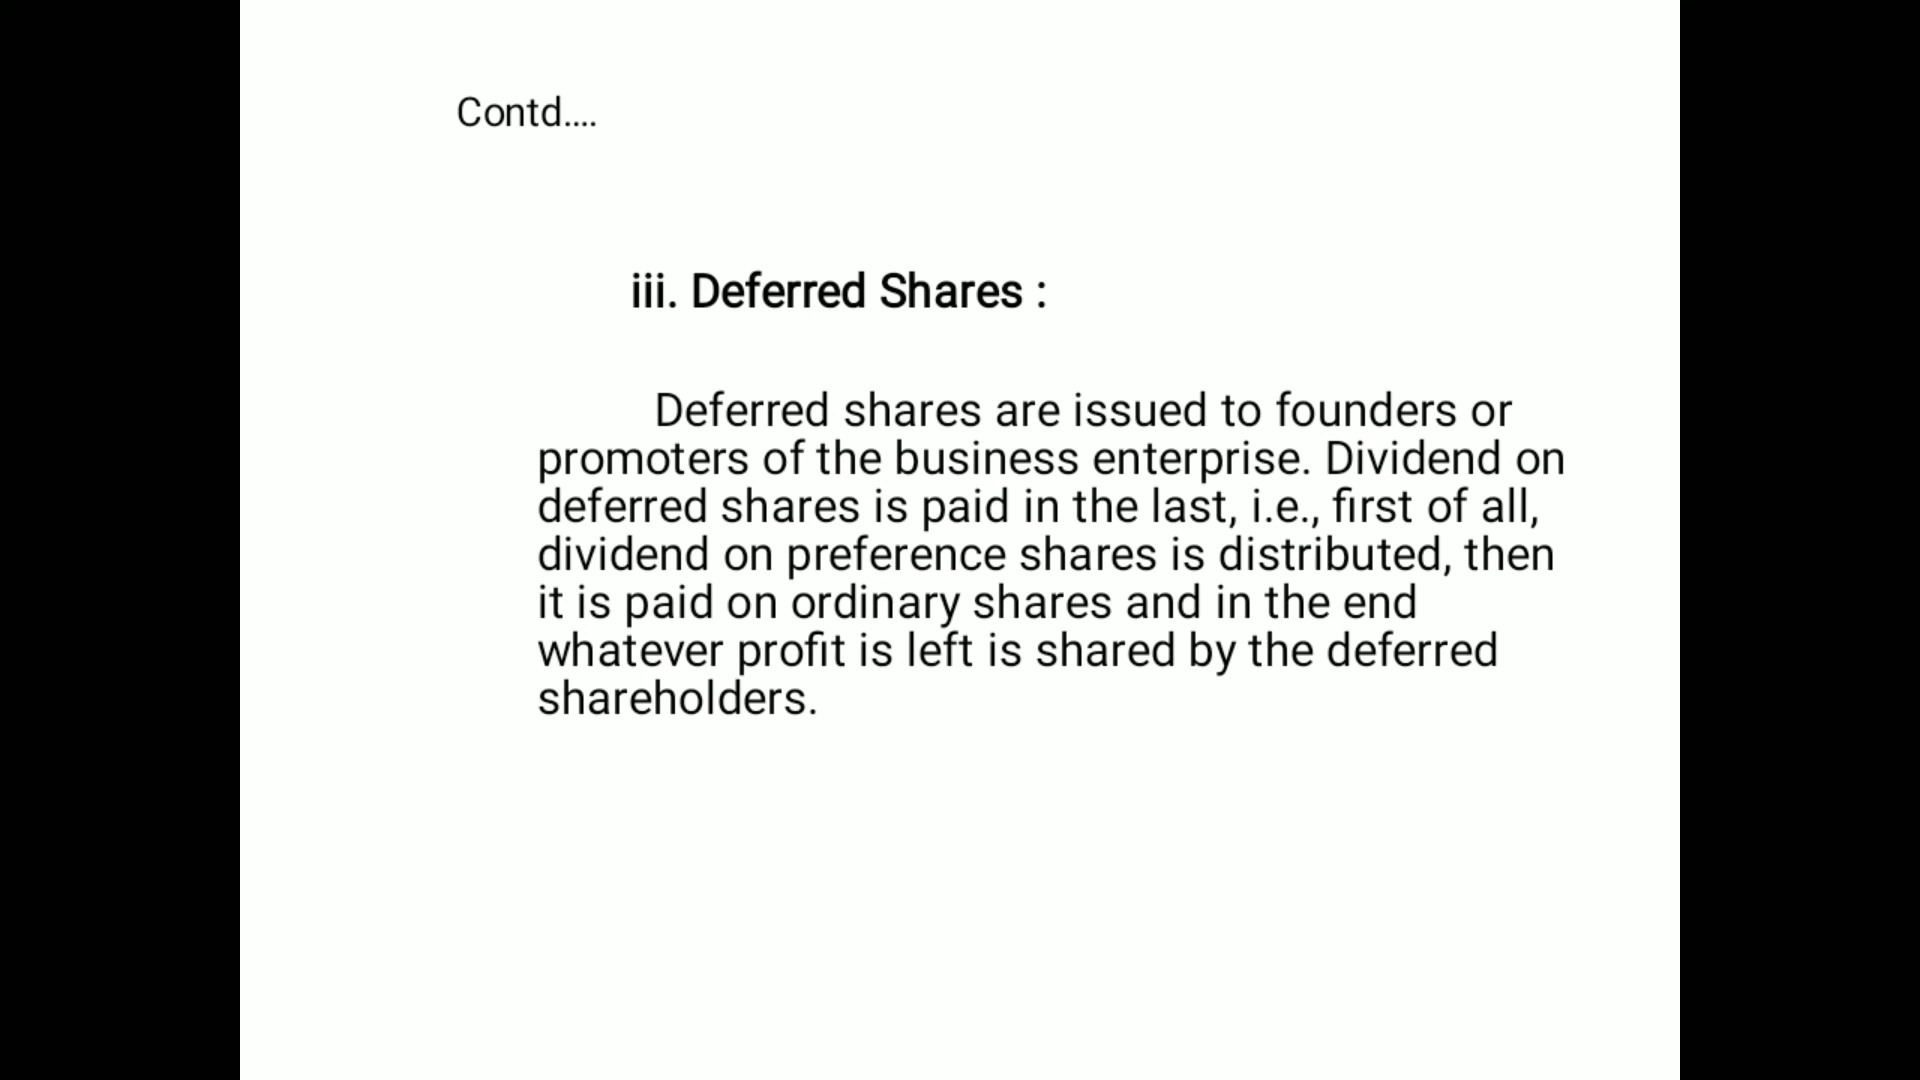 Contd....
iii. Deferred Shares :
Deferred shares are issued to founders or
promoters of the business enterprise. Dividend on
deferred shares is paid in the last, i.e., first of all,
dividend on preference shares is distributed, then
it is paid on ordinary shares and in the end
whatever profit is left is shared by the deferred
shareholders.